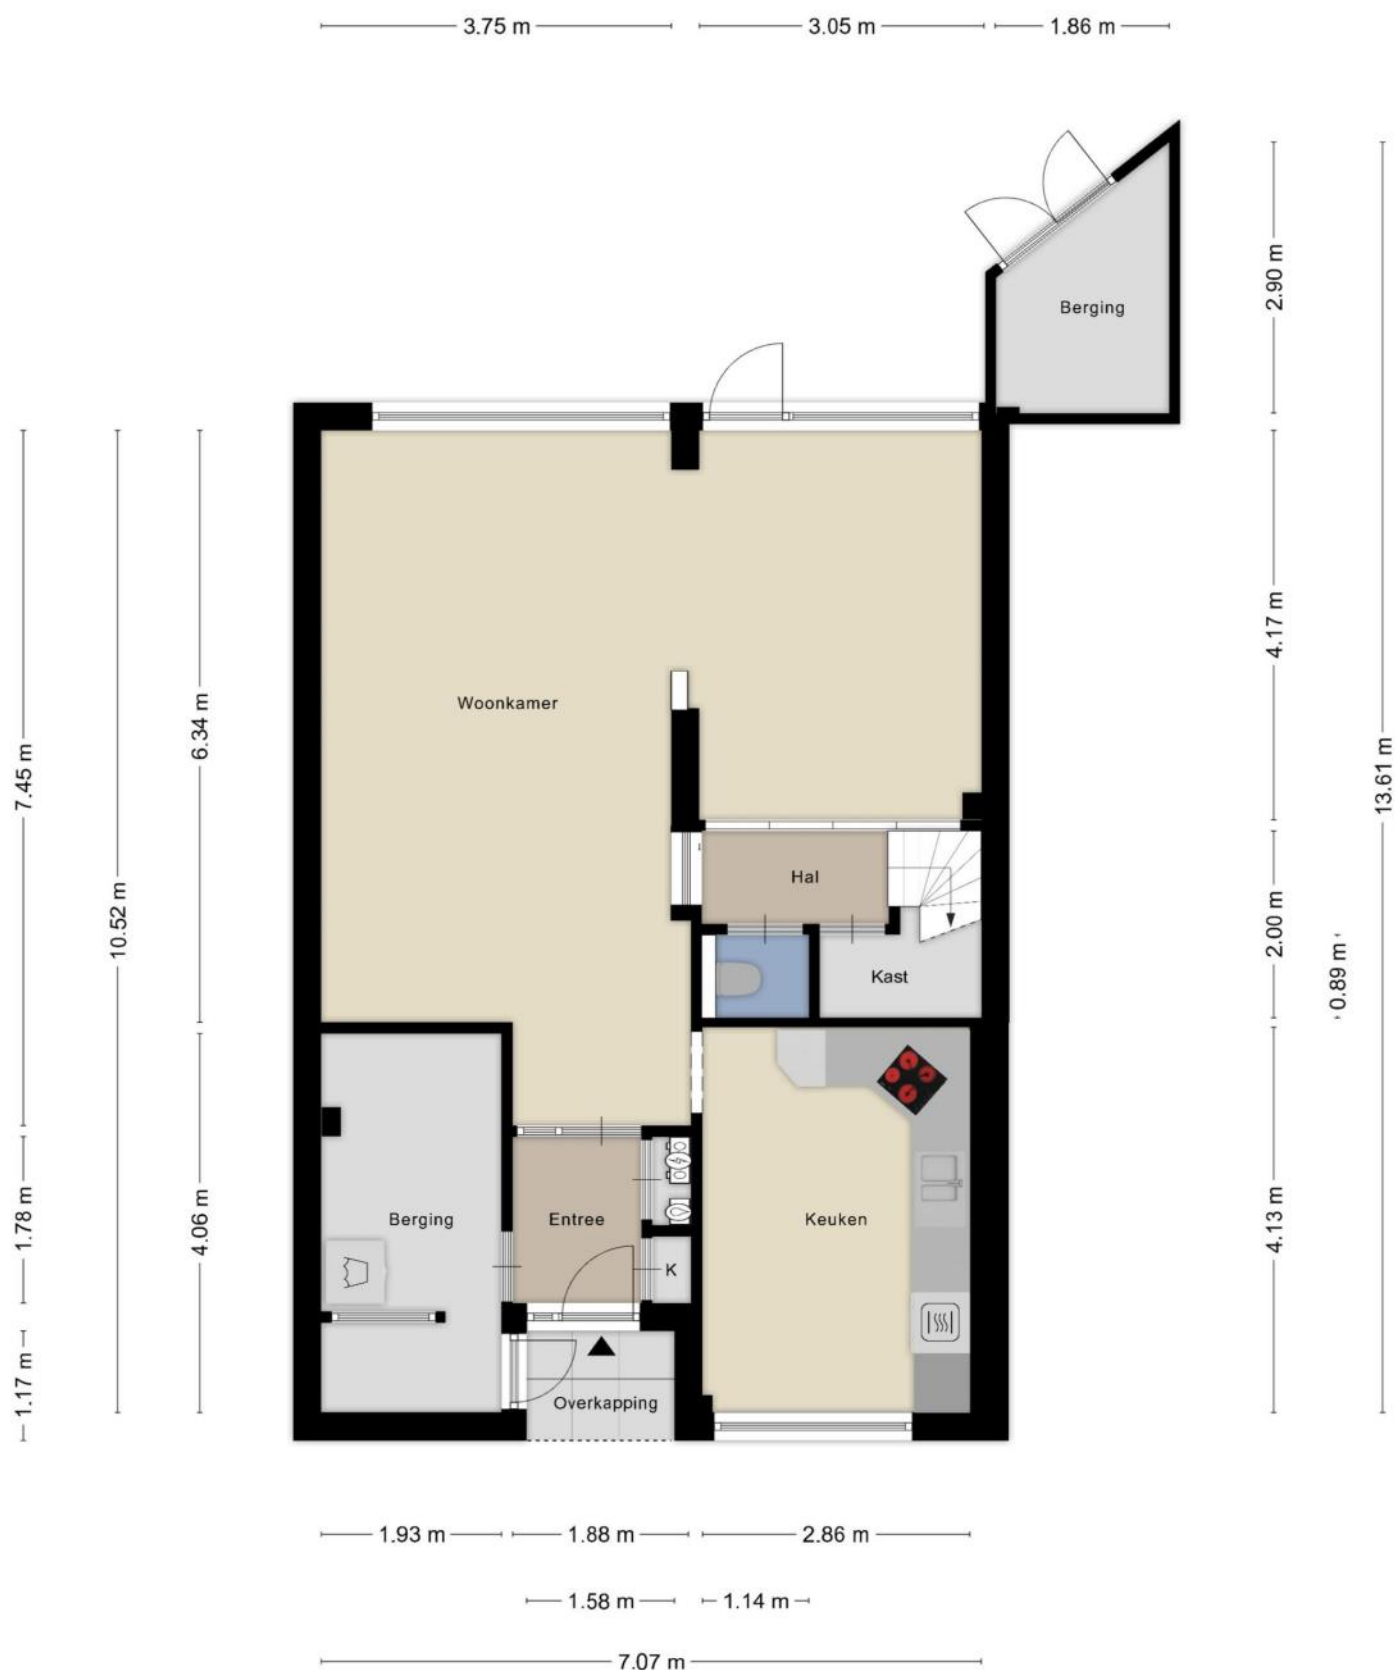 3.75 m
3.05 m
1.86 m
2.90 m
Berging
4.17 m
6.34 m
7.45 m
13.61 m
10.52 m
Woonkamer
Hal
2.00 m
0.89 m
Kast
1.78 m
4.06 m
Berging
Entree
Keuken
4.13 m
K
1.17 m
Overkapping
1.93 m
1.88 m
2.86 m
1.58 m
1.14 m
7.07 m